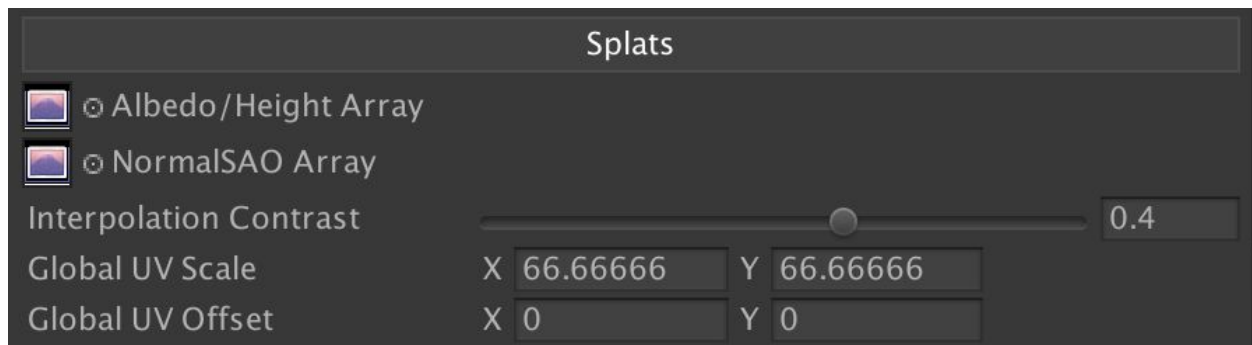 Splats
Albedo/Height Array
NormalSAO Array
Interpolation Contrast 0.4
Global UV Scale X 66.66666 Y 66.66666
Global UV Offset X 0 Y 0